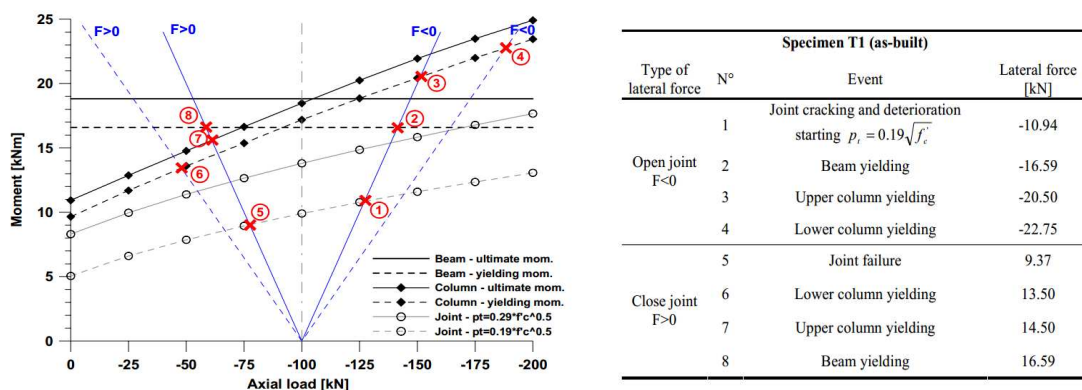 25
20
15
10
5
0
Moment [kNm]
F>0
F>0
F<0
F<0
4
3
8
2
7
6
5
1
Beam - ultimate mom.
Beam - yielding mom.
Column - ultimate mom.
Column - yielding mom.
Joint - pt=0.29*f'c^0.5
Joint - pt=0.19*f'c^0.5
0 -25 -50 -75 -100 -125 -150 -175 -200
Axial load [kN]
Specimen T1 (as-built)
Type of lateral force N° Event Lateral force [kN]
Open joint F<0
1 Joint cracking and deterioration starting p_t = 0.19√f'_c -10.94
2 Beam yielding -16.59
3 Upper column yielding -20.50
4 Lower column yielding -22.75
Close joint F>0
5 Joint failure 9.37
6 Lower column yielding 13.50
7 Upper column yielding 14.50
8 Beam yielding 16.59